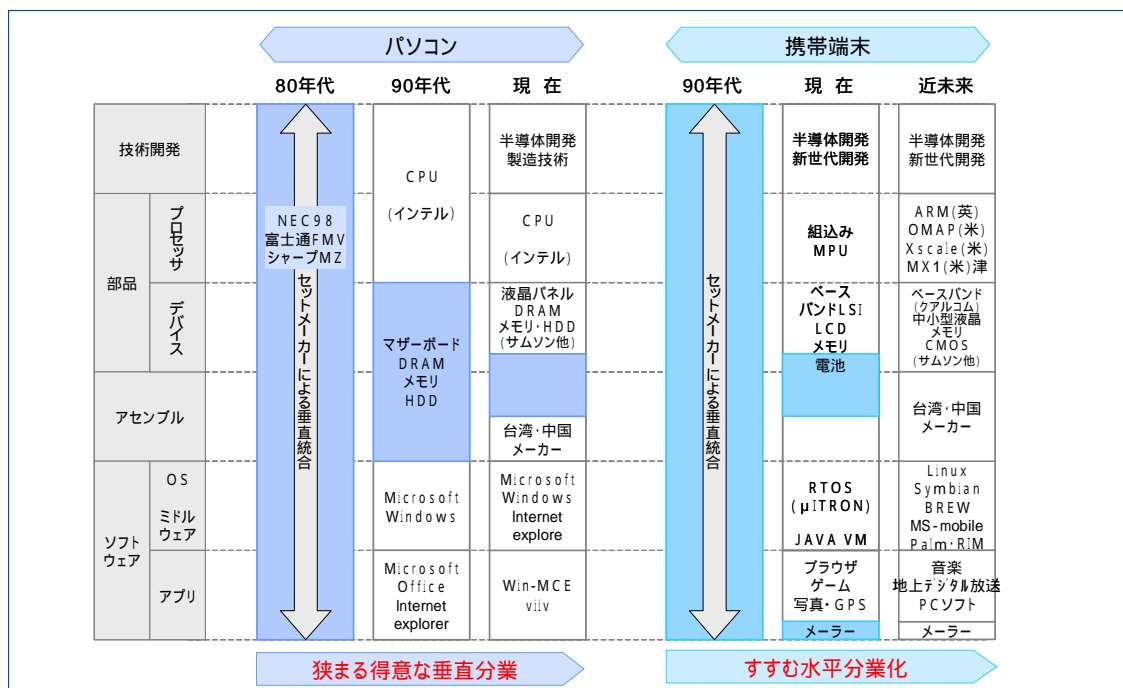 パソコン
携帯端末
80年代
90年代
現 在
90年代
現 在
近未来
技術開発
部品
プロセッサ
デバイス
アセンブル
ソフト
ウェア
OS
ミドル
ウェア
アプリ
NEC98
富士通FMV
シャープMZ
セットメーカーによる垂直統合
CPU
(インテル)
マザーボード
DRAM
メモリ
HDD
Microsoft
Windows
Microsoft
Office
Internet
explorer
半導体開発
製造技術
CPU
(インテル)
液晶パネル
DRAM
メモリ・HDD
(サムソン他)
台湾・中国
メーカー
Microsoft
Windows
Internet
explore
Win-MCE
viiv
セットメーカーによる垂直統合
半導体開発
新世代開発
組込み
MPU
ベース
バンドLSI
LCD
メモリ
電池
RTOS
(μITRON)
JAVA VM
ブラウザ
ゲーム
写真・GPS
メーラー
半導体開発
新世代開発
ARM(英)
OMAP(米)
Xscale(米)
MX1(米)津
ベースバンド
(クアルコム)
中小型液晶
メモリ
CMOS
(サムソン他)
台湾・中国
メーカー
Linux
Symbian
BREW
MS-mobile
Palm・RIM
音楽
地上デジタル放送
PCソフト
メーラー
狭まる得意な垂直分業
すすむ水平分業化